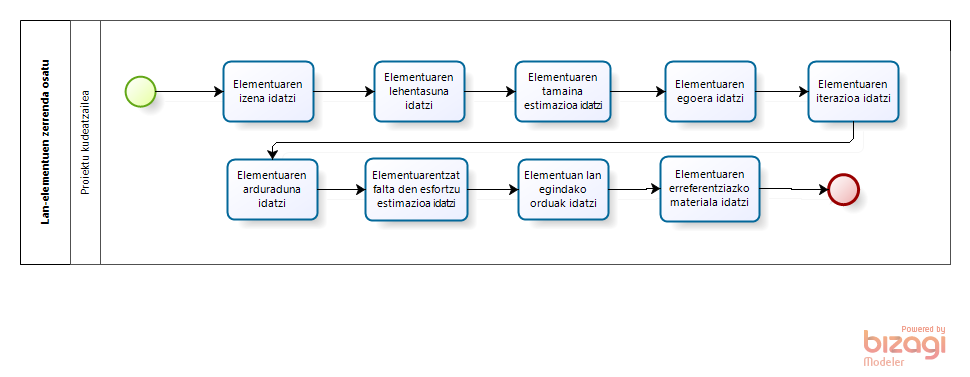 Lan-elementuen zerrenda osatu
Proiektu kudeatzailea
Elementuaren
izena idatzi
Elementuaren
lehentasuna
idatzi
Elementuaren
tamaina
estimazioa idatzi
Elementuaren
egoera idatzi
Elementuaren
iterazioa idatzi
Elementuaren
arduraduna
idatzi
Elementuarentzat
falta den esfortzu
estimazioa idatzi
Elementuan lan
egindako
orduak idatzi
Elementuaren
erreferentziazko
materiala idatzi
Powered by
bizagi
Modeler